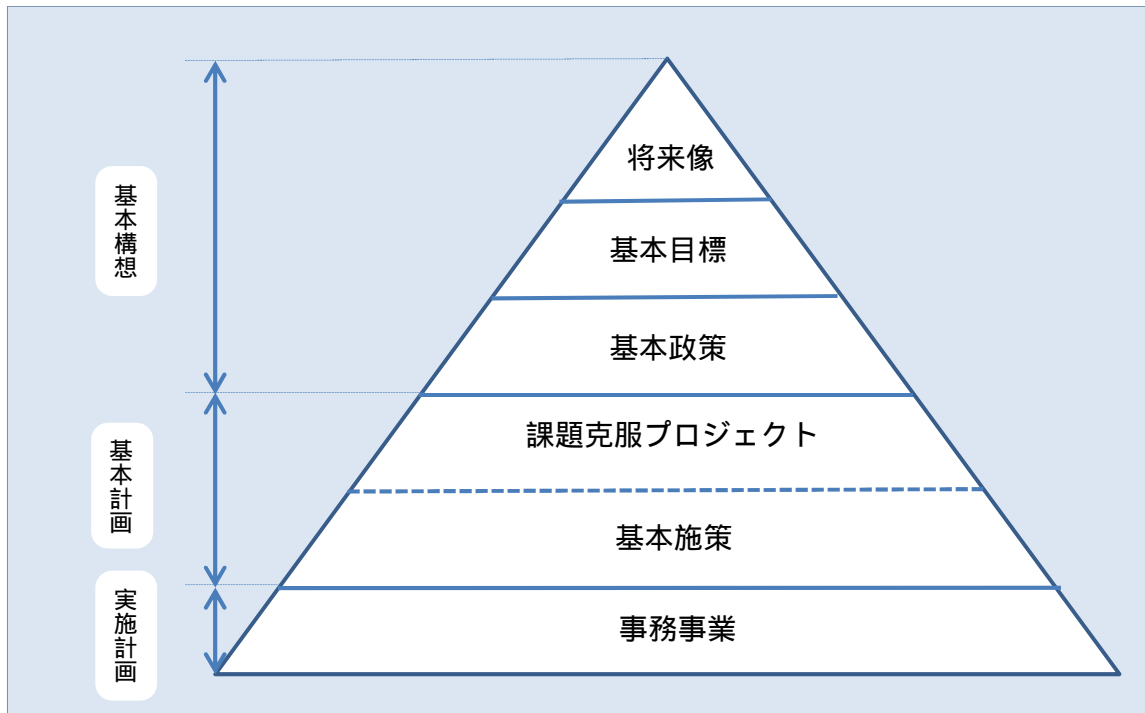 基本構想
将来像
基本目標
基本政策
基本計画
課題克服プロジェクト
基本施策
実施計画
事務事業